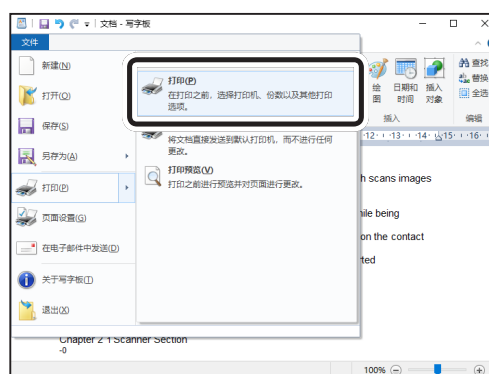 文档 - 写字板
文件
新建(N)
打开(O)
保存(S)
另存为(A)
打印(P)
页面设置(G)
在电子邮件中发送(D)
关于写字板(T)
退出(X)
打印(P)
在打印之前，选择打印机、份数以及其他打印
选项。
将文档直接发送到默认打印机，而不进行任何
更改。
打印预览(V)
打印之前进行预览并对页面进行更改。
绘
图
日期和
时间
插入
对象
插入
查找
替换
全选
编辑
·12· ı ·13· ı ·14· ı ·15· ı ·16· ı
h scans images
hile being
on the contact
rted
Chapter 2 1 Scanner Section
-0
100%